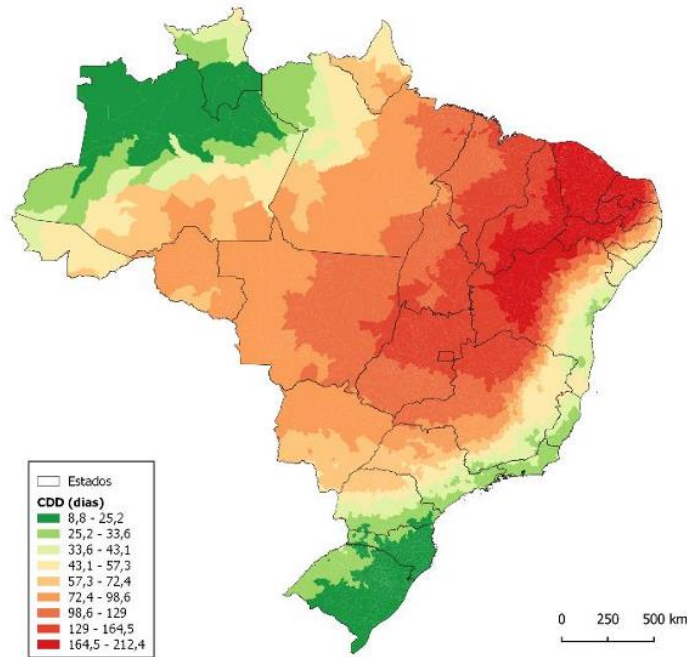 Estados
CDD (dias)
8,8 - 25,2
25,2 - 33,6
33,6 - 43,1
43,1 - 57,3
57,3 - 72,4
72,4 - 98,6
98,6 - 129
129 - 164,5
164,5 - 212,4
0 250 500 km